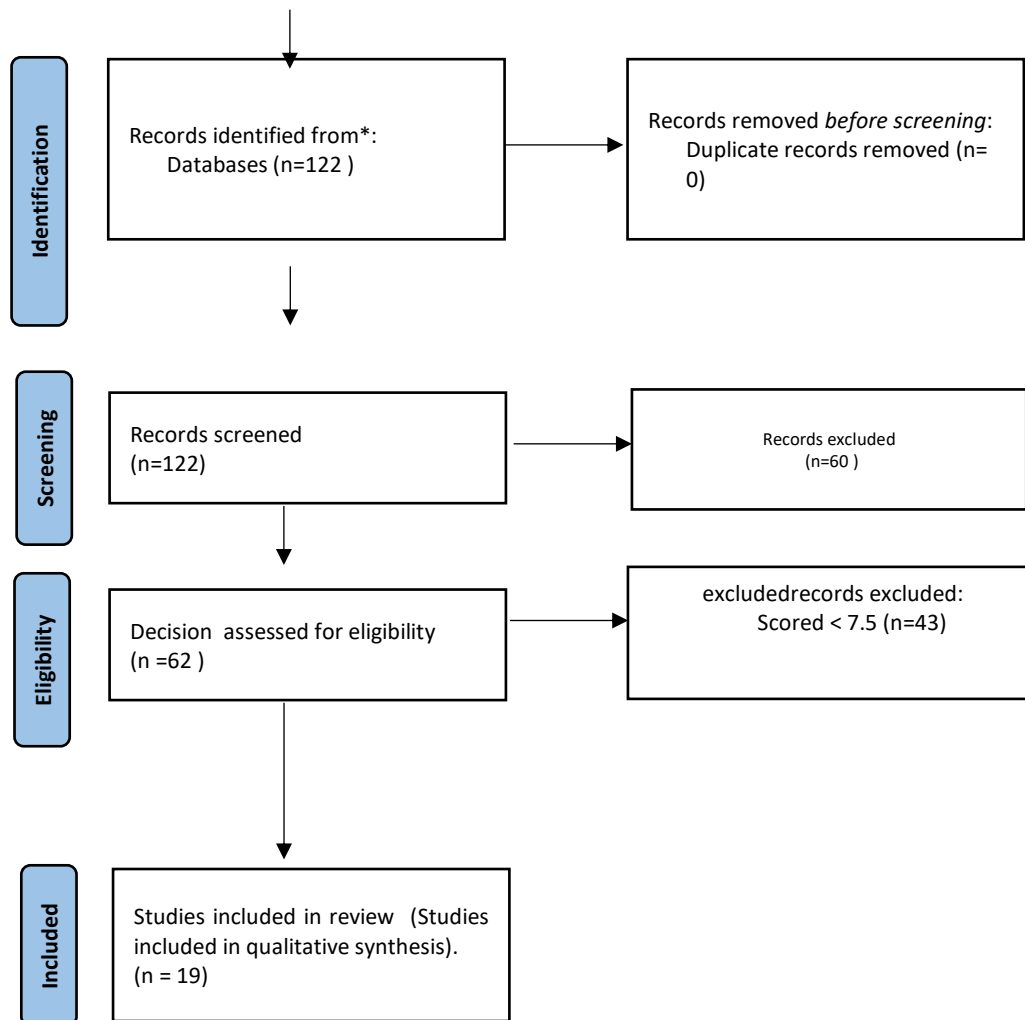 Identification
Records identified from*:
Databases (n=122 )
Records removed before screening:
Duplicate records removed (n=
0)
Screening
Records screened
(n=122)
Records excluded
(n=60 )
Eligibility
Decision  assessed for eligibility
(n =62 )
excludedrecords excluded:
Scored < 7.5 (n=43)
Included
Studies included in review  (Studies
included in qualitative synthesis).
(n = 19)